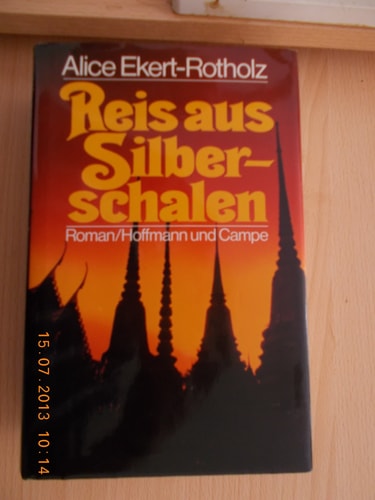 Alice Ekert-Rotholz
Reis aus
Silber-
schalen
Roman/Hoffmann und Campe
15.07.2013 10:14